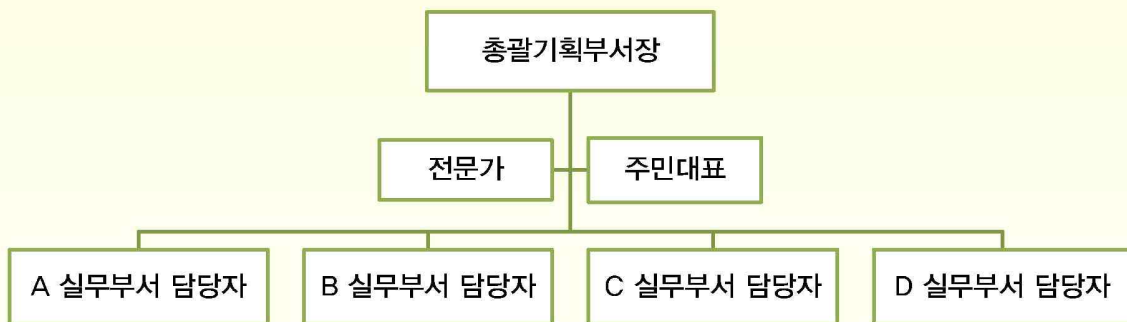 총괄기획부서장
전문가
주민대표
A 실무부서 담당자
B 실무부서 담당자
C 실무부서 담당자
D 실무부서 담당자